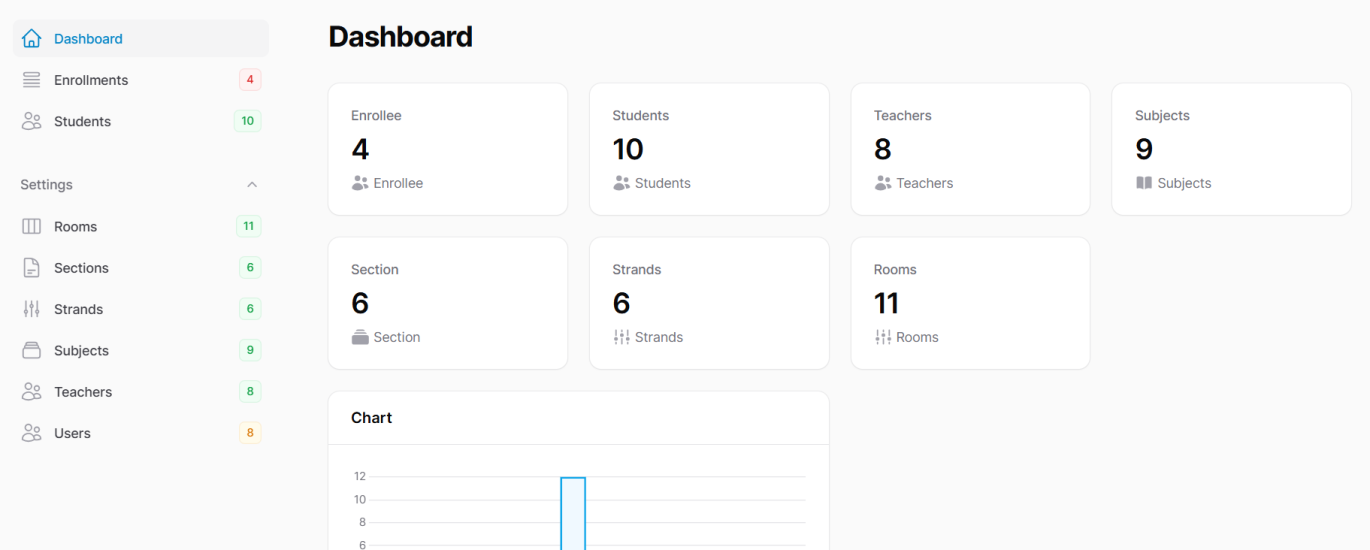 Dashboard
Enrollments 4
Students 10
Settings
Rooms 11
Sections 6
Strands 6
Subjects 9
Teachers 8
Users 8
Dashboard
Enrollee
4
Enrollee
Students
10
Students
Teachers
8
Teachers
Subjects
9
Subjects
Section
6
Section
Strands
6
Strands
Rooms
11
Rooms
Chart
12
10
8
6